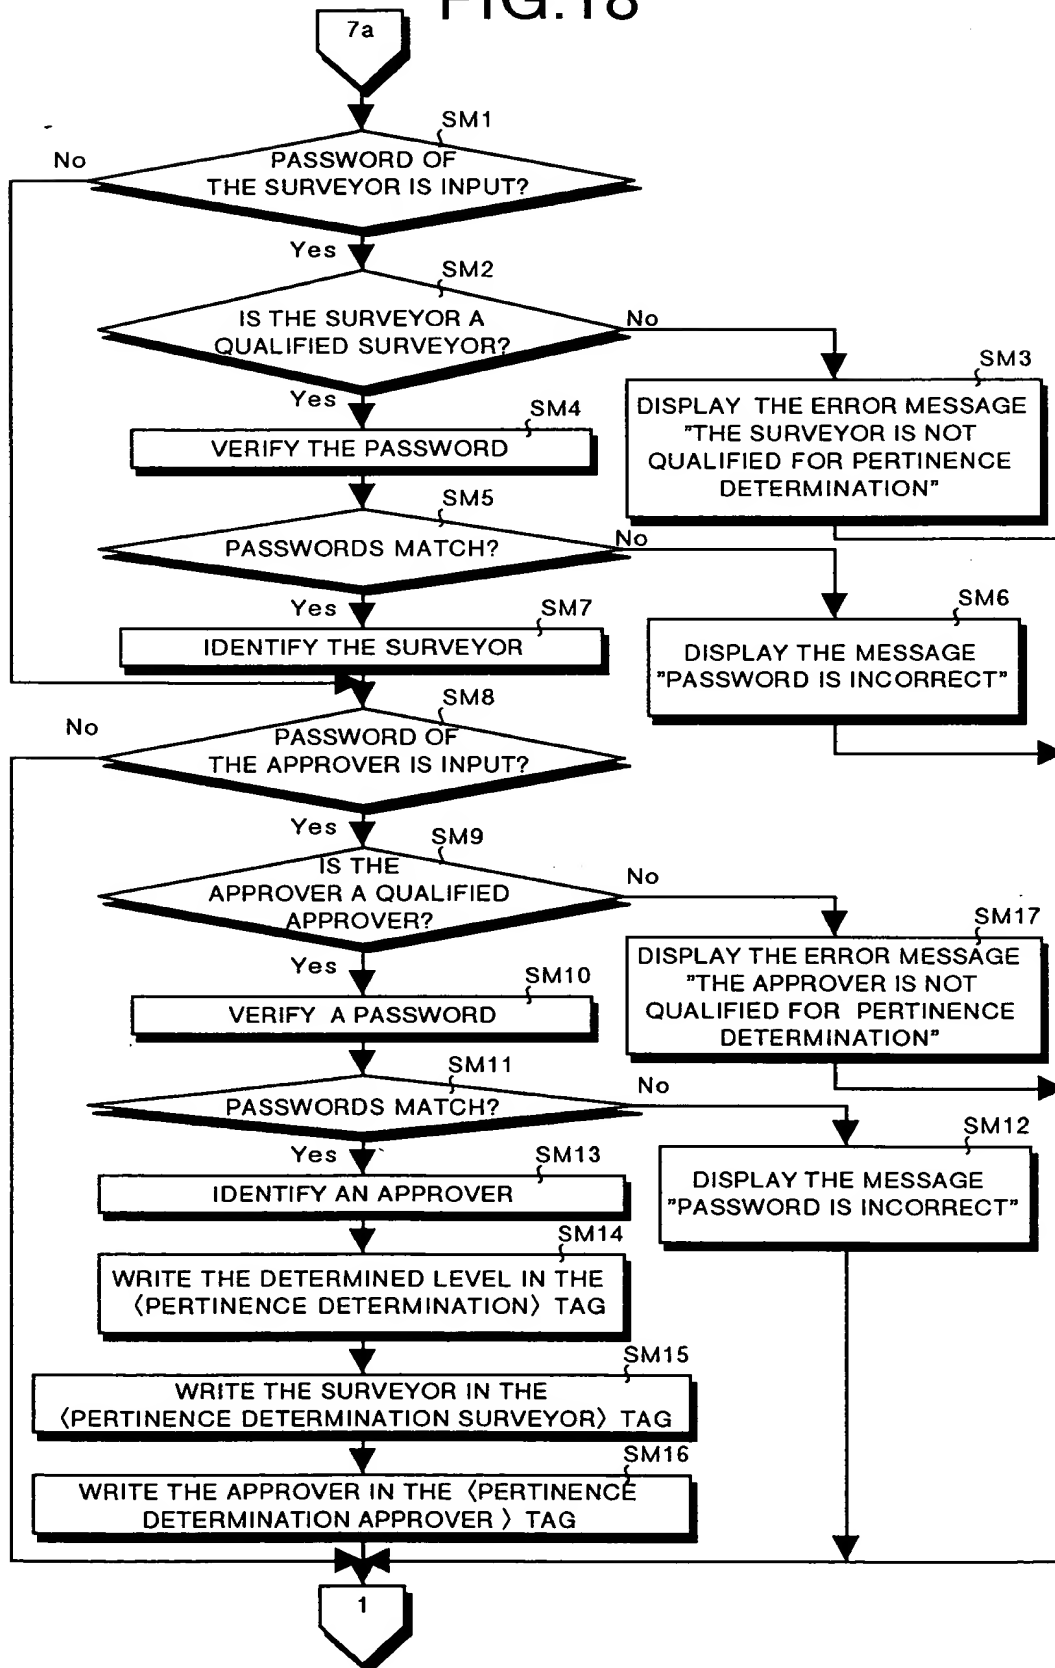 FIG.18
7a
SM1
No
PASSWORD OF
THE SURVEYOR IS INPUT?
Yes
SM2
IS THE SURVEYOR A
QUALIFIED SURVEYOR?
No
SM3
DISPLAY THE ERROR MESSAGE
"THE SURVEYOR IS NOT
QUALIFIED FOR PERTINENCE
DETERMINATION"
Yes
SM4
VERIFY THE PASSWORD
SM5
PASSWORDS MATCH?
No
SM6
DISPLAY THE MESSAGE
"PASSWORD IS INCORRECT"
Yes
SM7
IDENTIFY THE SURVEYOR
SM8
No
PASSWORD OF
THE APPROVER IS INPUT?
Yes
SM9
IS THE
APPROVER A QUALIFIED
APPROVER?
No
SM17
DISPLAY THE ERROR MESSAGE
"THE APPROVER IS NOT
QUALIFIED FOR PERTINENCE
DETERMINATION"
Yes
SM10
VERIFY A PASSWORD
SM11
PASSWORDS MATCH?
No
SM12
DISPLAY THE MESSAGE
"PASSWORD IS INCORRECT"
Yes
SM13
IDENTIFY AN APPROVER
SM14
WRITE THE DETERMINED LEVEL IN THE
〈PERTINENCE DETERMINATION〉 TAG
SM15
WRITE THE SURVEYOR IN THE
〈PERTINENCE DETERMINATION SURVEYOR〉 TAG
SM16
WRITE THE APPROVER IN THE 〈PERTINENCE
DETERMINATION APPROVER 〉 TAG
1